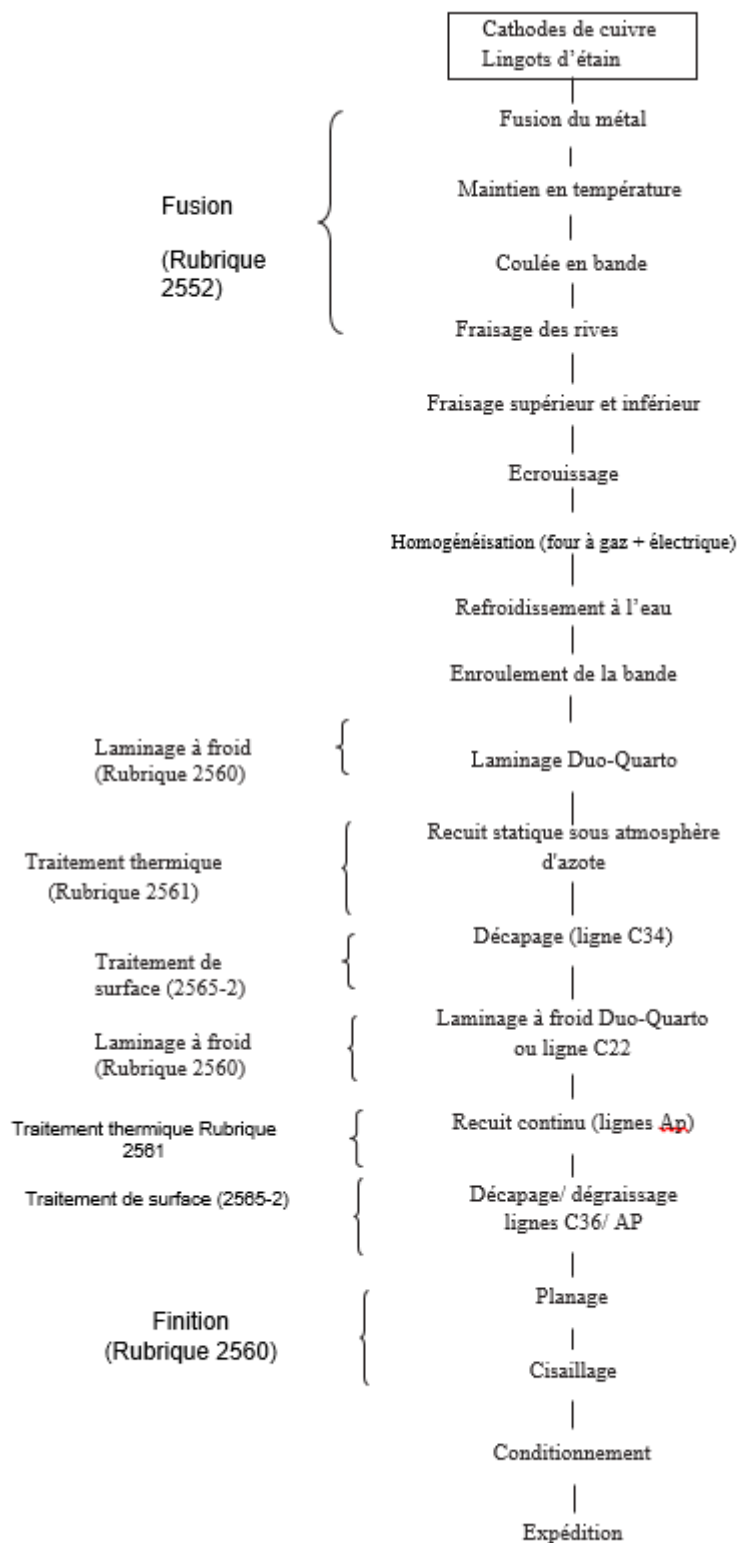 Cathodes de cuivre
Lingots d'étain
Fusion du métal
Maintien en température
Fusion
(Rubrique
2552)
Coulée en bande
Fraisage des rives
Fraisage supérieur et inférieur
Ecrouissage
Homogénéisation (four à gaz + électrique)
Refroidissement à l'eau
Enroulement de la bande
Laminage à froid
(Rubrique 2560)
Laminage Duo-Quarto
Recuit statique sous atmosphère
d'azote
Traitement thermique
(Rubrique 2561)
Décapage (ligne C34)
Traitement de
surface (2565-2)
Laminage à froid Duo-Quarto
ou ligne C22
Laminage à froid
(Rubrique 2560)
Recuit continu (lignes Ap)
Traitement thermique Rubrique
2561
Traitement de surface (2565-2)
Décapage/ dégraissage
lignes C36/ AP
Planage
Finition
(Rubrique 2560)
Cisaillage
Conditionnement
Expédition